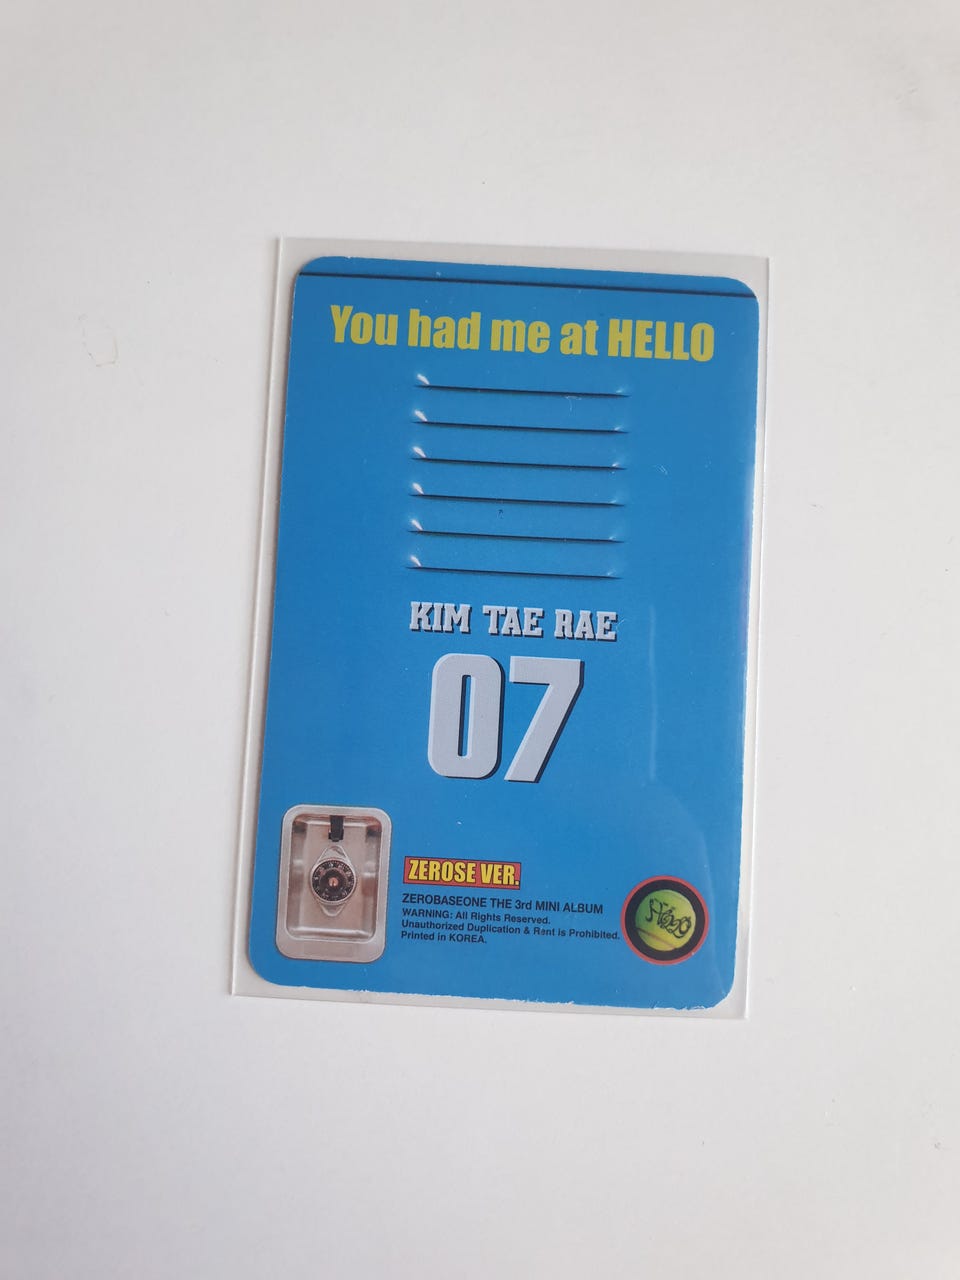 You had me at HELLO
KIM TAE RAE
07
ZEROSE VER.
ZEROBASEONE THE 3rd MINI ALBUM
WARNING: All Rights Reserved.
Unauthorized Duplication & Rent is Prohibited.
Printed in KOREA.